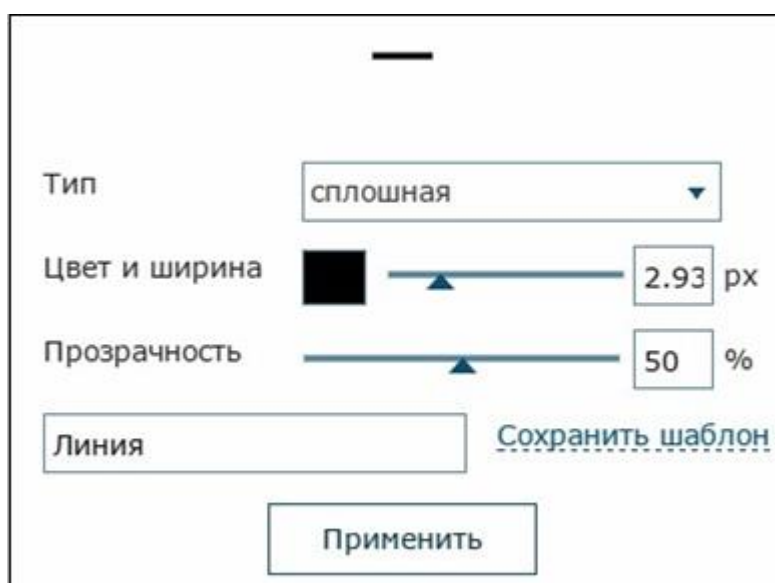 Тип
сплошная
Цвет и ширина
2.93 px
Прозрачность
50 %
Линия
Сохранить шаблон
Применить